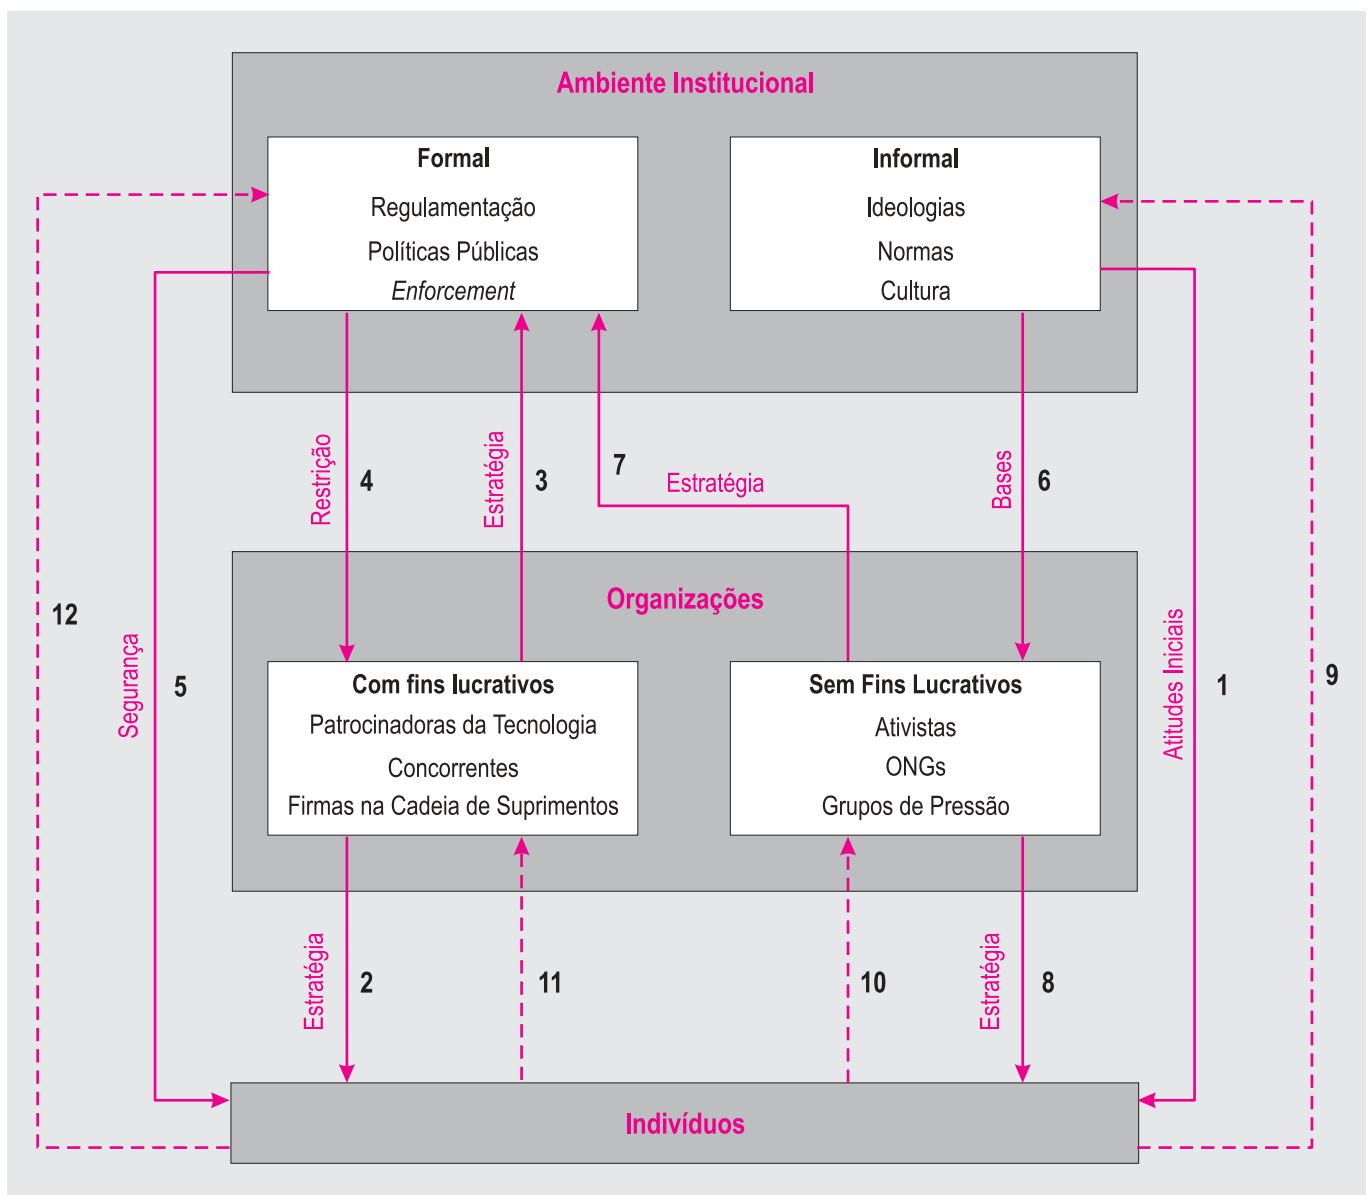 Ambiente Institucional
Formal
Regulamentação
Políticas Públicas
Enforcement
Informal
Ideologias
Normas
Cultura
Restrição
4
Estratégia
3
7
Estratégia
Bases
6
Organizações
12
Segurança
5
Com fins lucrativos
Patrocinadoras da Tecnologia
Concorrentes
Firmas na Cadeia de Suprimentos
Sem Fins Lucrativos
Ativistas
ONGs
Grupos de Pressão
Atitudes Iniciais
1
9
Estratégia
2
11
10
Estratégia
8
Indivíduos